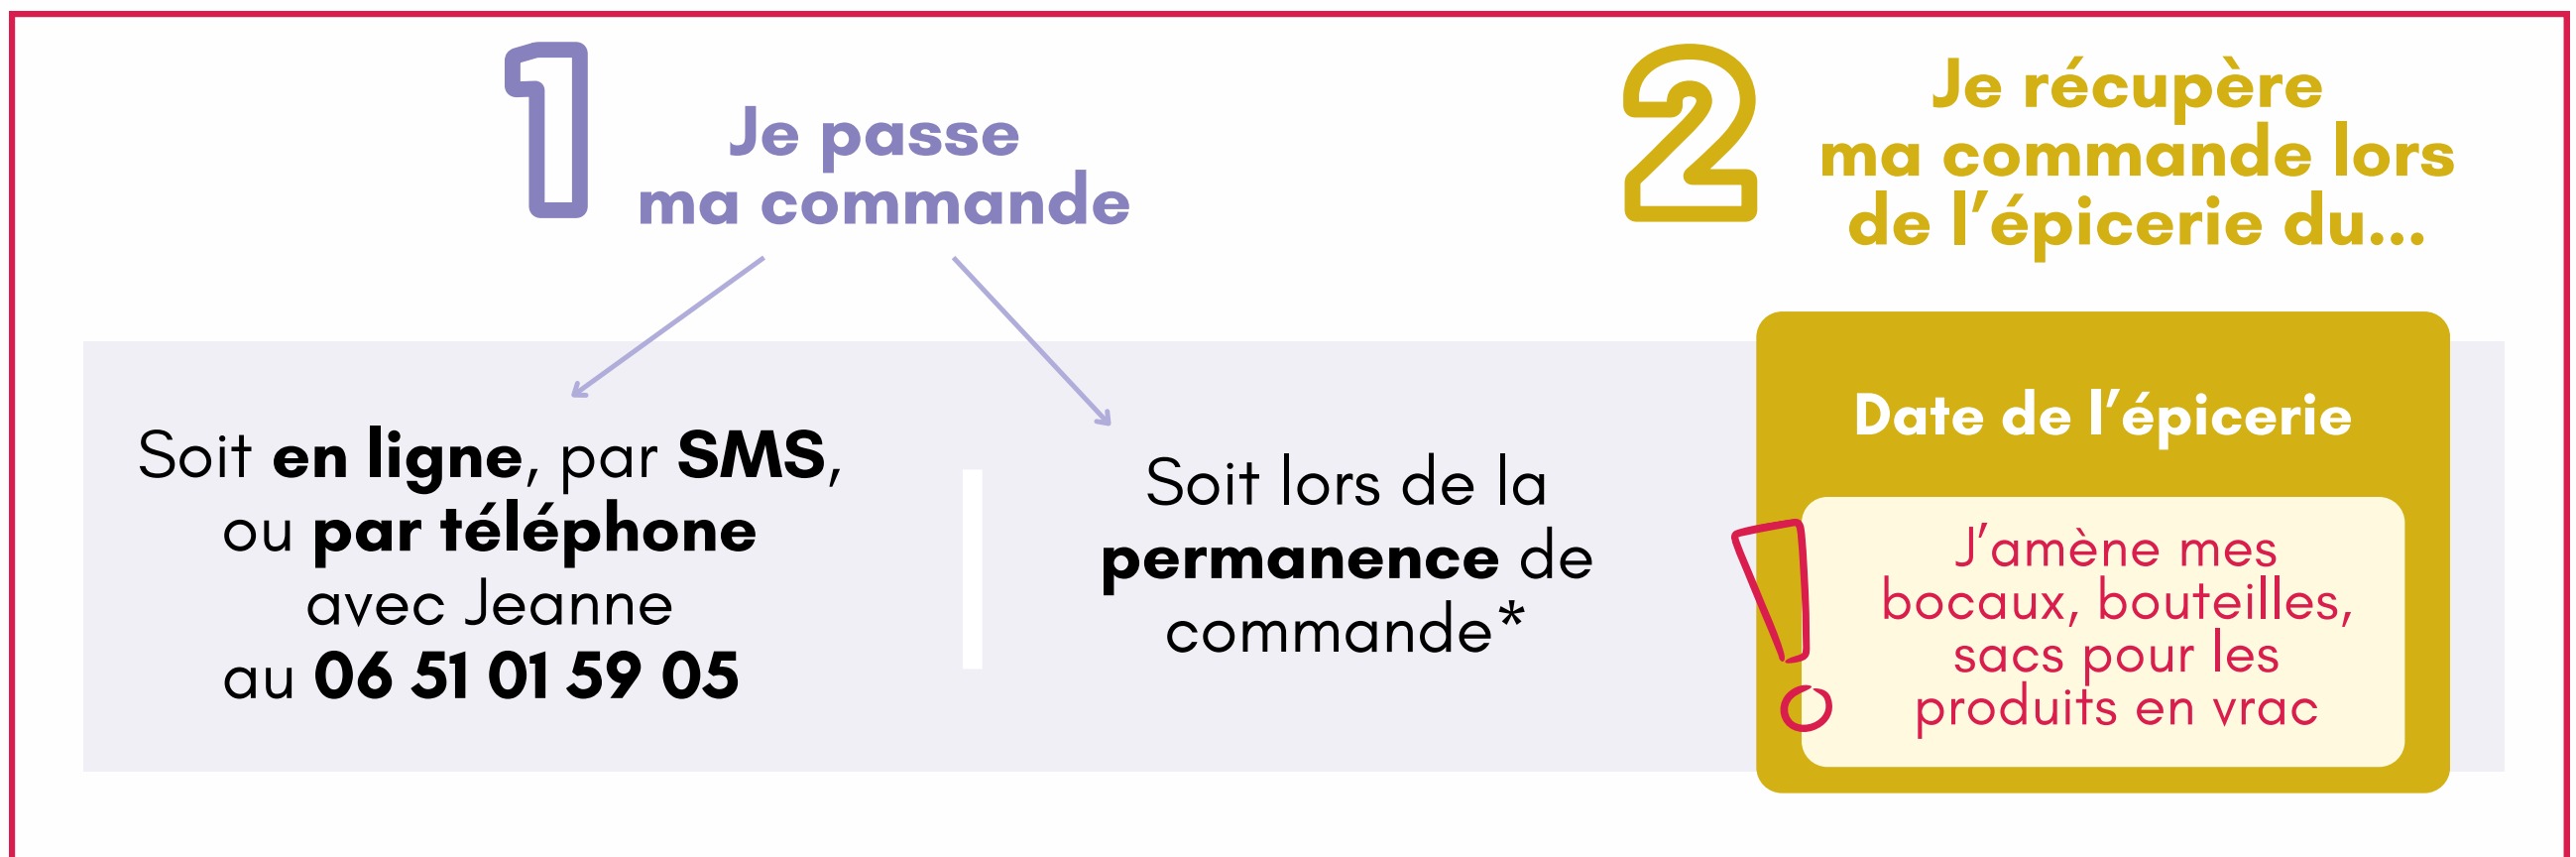 1
Je passe
ma commande
Soit en ligne, par SMS,
ou par téléphone
avec Jeanne
au 06 51 01 59 05
Soit lors de la
permanence de
commande*
2
Je récupère
ma commande lors
de l’épicerie du...
Date de l’épicerie
!
J’amène mes
bocaux, bouteilles,
sacs pour les
produits en vrac